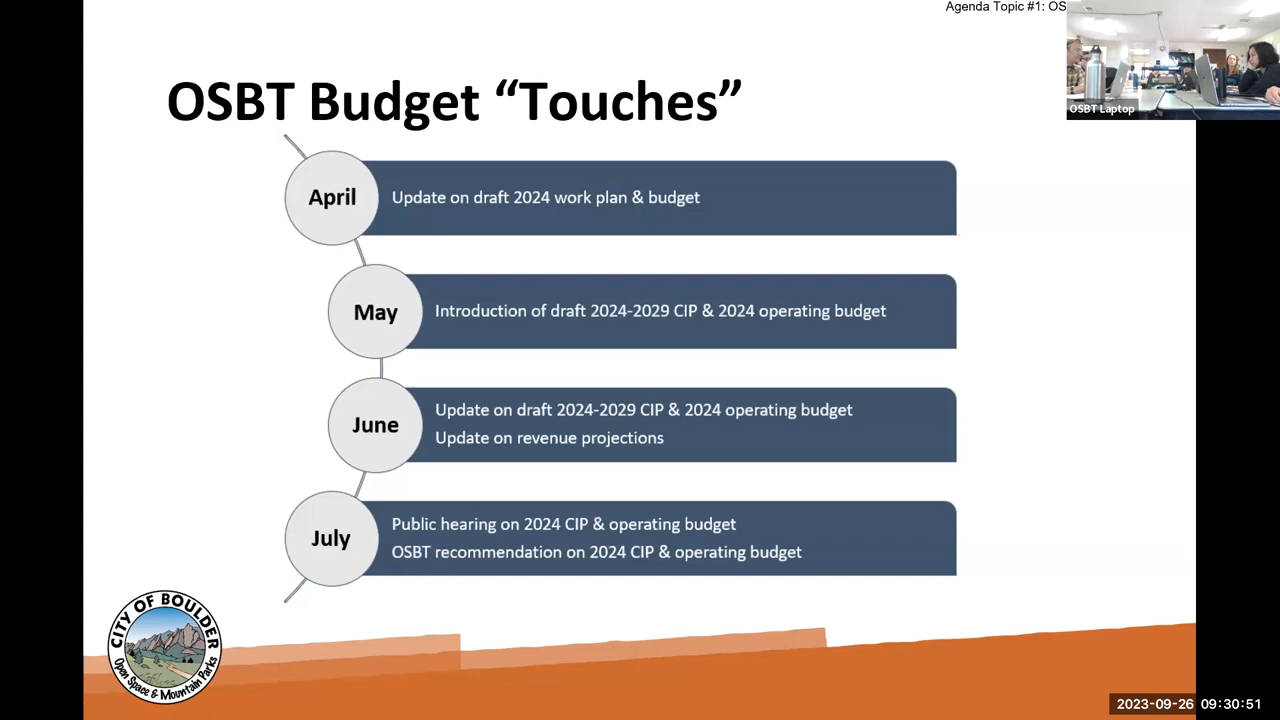 Agenda Topic #1: OS
OSBT Laptop
OSBT Budget “Touches”
April
Update on draft 2024 work plan & budget
May
Introduction of draft 2024-2029 CIP & 2024 operating budget
June
Update on draft 2024-2029 CIP & 2024 operating budget
Update on revenue projections
July
Public hearing on 2024 CIP & operating budget
OSBT recommendation on 2024 CIP & operating budget
CITY OF BOULDER
Open Space & Mountain Parks
2023-09-26 09:30:51